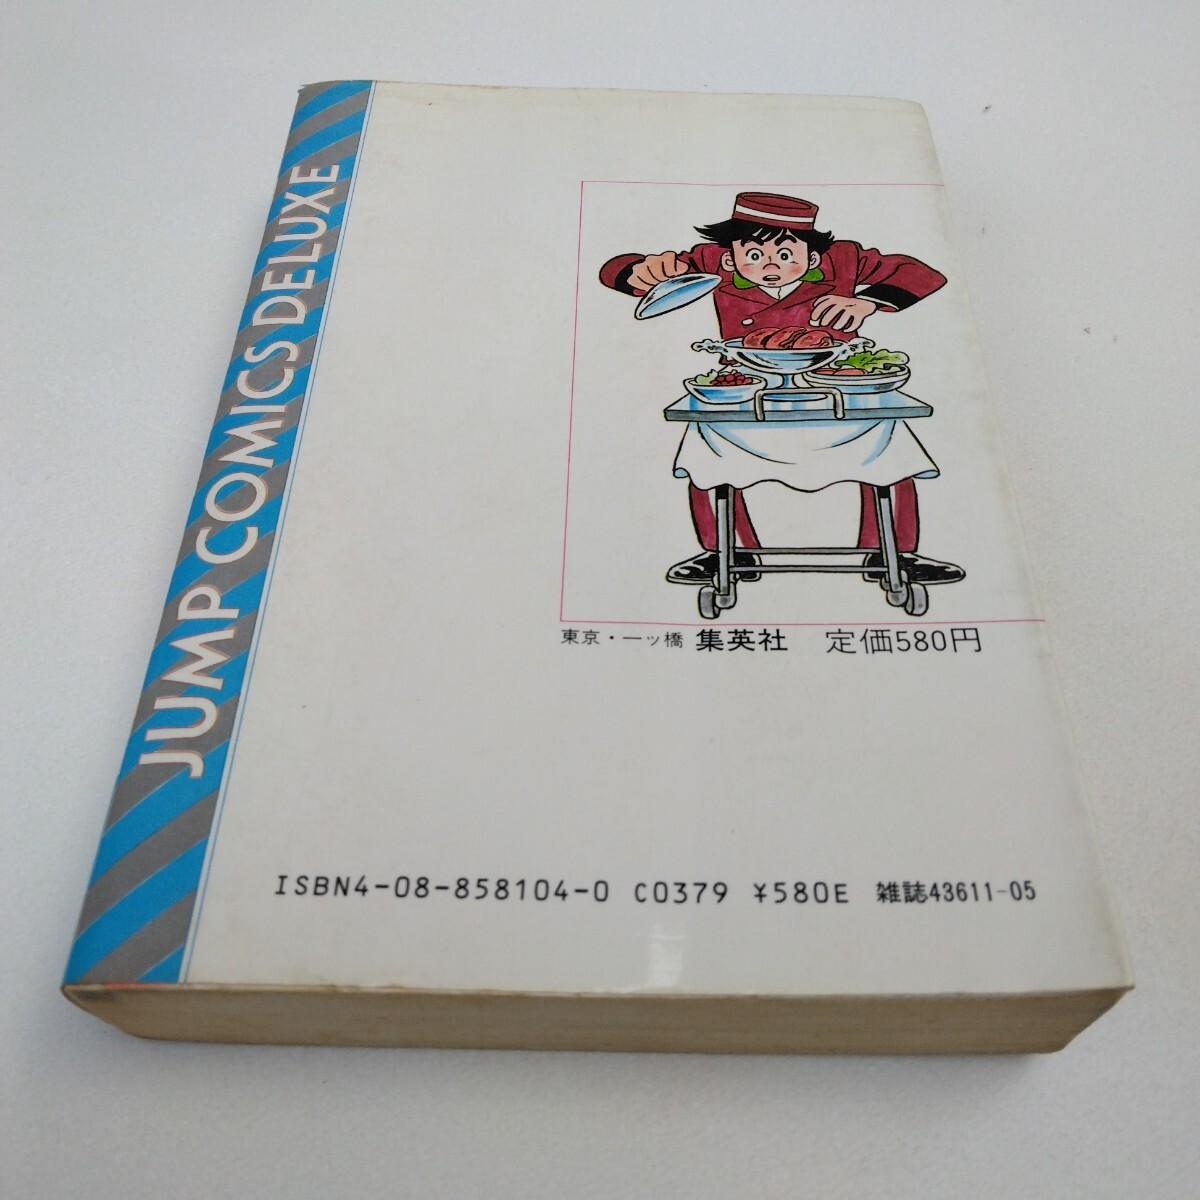 JUMP COMICS DELUXE
東京・一ッ橋 集英社 定価580円
ISBN4-08-858104-0 C0379 ¥580E 雑誌43611-05